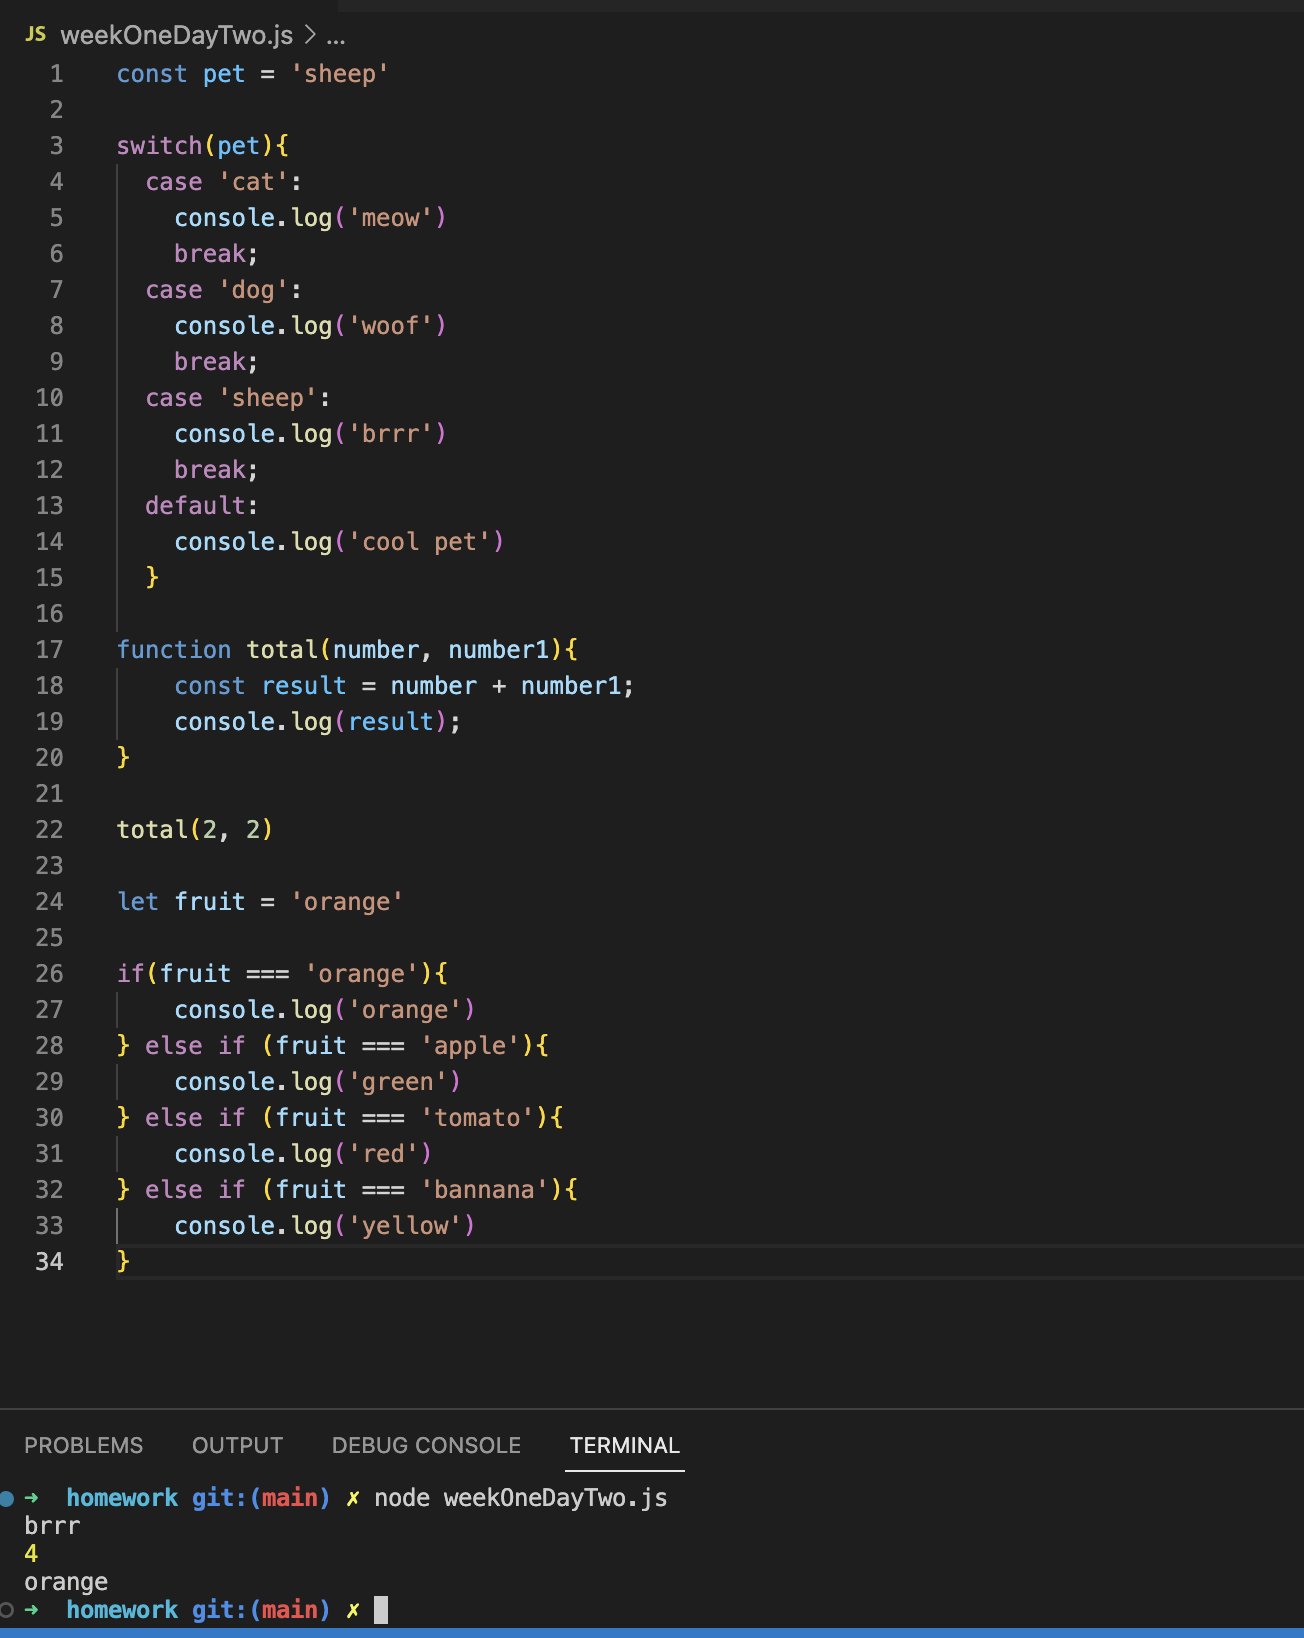 JS weekOneDayTwo.js > ...
1 const pet = 'sheep'
2
3 switch(pet){
4   case 'cat':
5     console.log('meow')
6     break;
7   case 'dog':
8     console.log('woof')
9     break;
10   case 'sheep':
11     console.log('brrr')
12     break;
13   default:
14     console.log('cool pet')
15   }
16
17 function total(number, number1){
18     const result = number + number1;
19     console.log(result);
20 }
21
22 total(2, 2)
23
24 let fruit = 'orange'
25
26 if(fruit === 'orange'){
27     console.log('orange')
28 } else if (fruit === 'apple'){
29     console.log('green')
30 } else if (fruit === 'tomato'){
31     console.log('red')
32 } else if (fruit === 'bannana'){
33     console.log('yellow')
34 }
PROBLEMS OUTPUT DEBUG CONSOLE TERMINAL
➜ homework git:(main) ✗ node weekOneDayTwo.js
brrr
4
orange
➜ homework git:(main) ✗